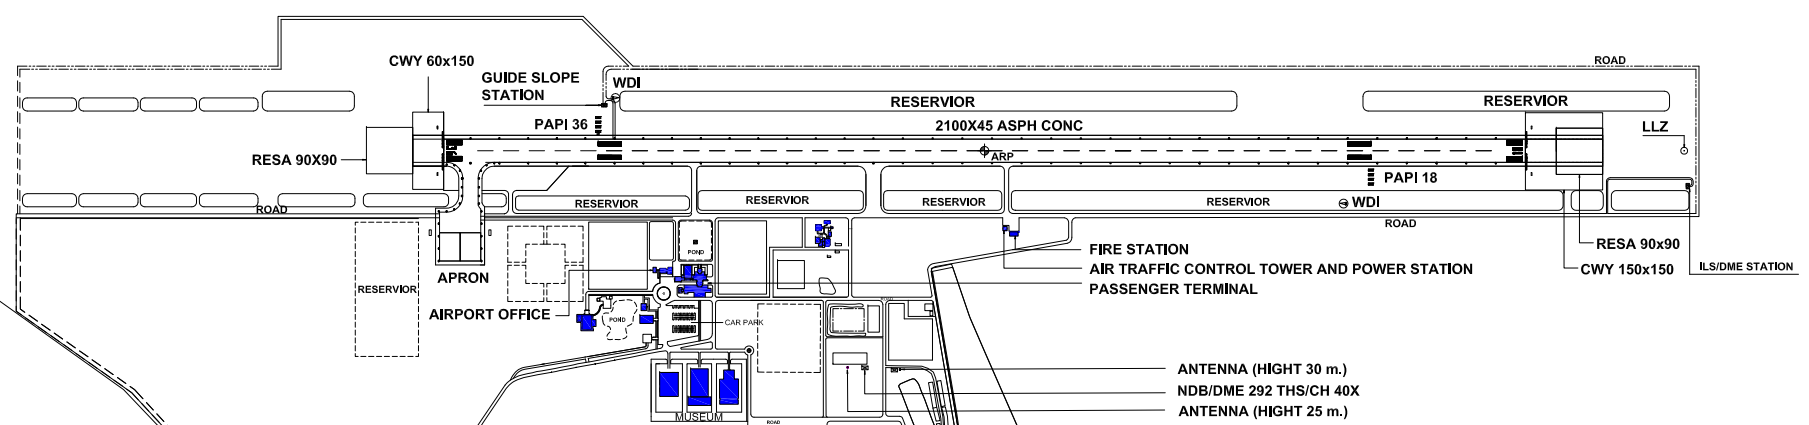 ROAD
CWY 60x150
GUIDE SLOPE
STATION
WDI
RESERVIOR
RESERVIOR
PAPI 36
2100X45 ASPH CONC
LLZ
RESA 90X90
ARP
PAPI 18
ROAD
RESERVIOR
RESERVIOR
RESERVIOR
RESERVIOR
WDI
ROAD
FIRE STATION
RESA 90x90
POND
AIR TRAFFIC CONTROL TOWER AND POWER STATION
CWY 150x150
ILS/DME STATION
APRON
RESERVIOR
PASSENGER TERMINAL
ROAD
AIRPORT OFFICE
POND
CAR PARK
ANTENNA (HIGHT 30 m.)
NDB/DME 292 THS/CH 40X
ANTENNA (HIGHT 25 m.)
MUSEUM
ROAD